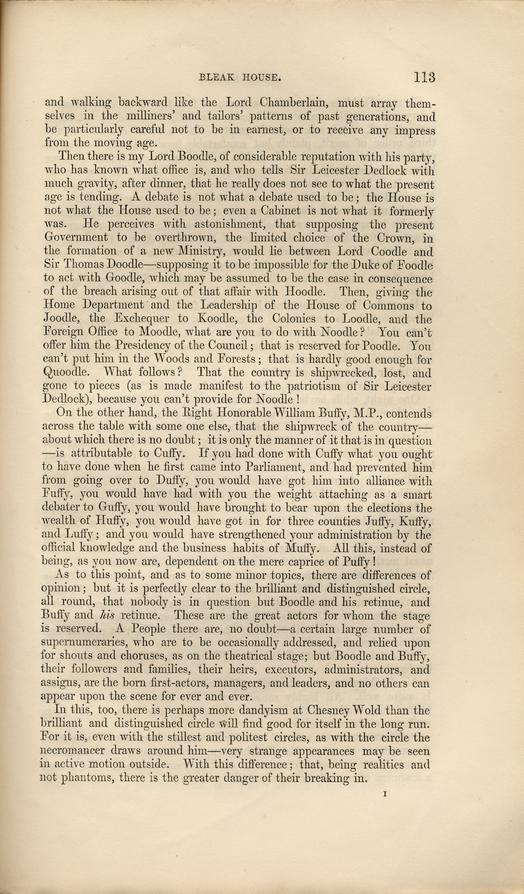 BLEAK HOUSE. 113
and walking backward like the Lord Chamberlain, must array them-
selves in the milliners' and tailors' patterns of past generations, and
be particularly careful not to be in earnest, or to receive any impress
from the moving age.
Then there is my Lord Boodle, of considerable reputation with his party,
who has known what office is, and who tells Sir Leicester Dedlock with
much gravity, after dinner, that he really does not see to what the present
age is tending. A debate is not what a debate used to be; the House is
not what the House used to be; even a Cabinet is not what it formerly
was. He perceives with astonishment, that supposing the present
Government to be overthrown, the limited choice of the Crown, in
the formation of a new Ministry, would lie between Lord Coodle and
Sir Thomas Doodle—supposing it to be impossible for the Duke of Foodle
to act with Goodle, which may be assumed to be the case in consequence
of the breach arising out of that affair with Hoodle. Then, giving the
Home Department and the Leadership of the House of Commons to
Joodle, the Exchequer to Koodle, the Colonies to Loodle, and the
Foreign Office to Moodle, what are you to do with Noodle? You can't
offer him the Presidency of the Council; that is reserved for Poodle. You
can't put him in the Woods and Forests; that is hardly good enough for
Quoodle. What follows? That the country is shipwrecked, lost, and
gone to pieces (as is made manifest to the patriotism of Sir Leicester
Dedlock), because you can't provide for Noodle!
On the other hand, the Right Honorable William Buffy, M.P., contends
across the table with some one else, that the shipwreck of the country—
about which there is no doubt; it is only the manner of it that is in question
—is attributable to Cuffy. If you had done with Cuffy what you ought
to have done when he first came into Parliament, and had prevented him
from going over to Duffy, you would have got him into alliance with
Fuffy, you would have had with you the weight attaching as a smart
debater to Guffy, you would have brought to bear upon the elections the
wealth of Huffy, you would have got in for three counties Juffy, Kuffy,
and Luffy; and you would have strengthened your administration by the
official knowledge and the business habits of Muffy. All this, instead of
being, as you now are, dependent on the mere caprice of Puffy!
As to this point, and as to some minor topics, there are differences of
opinion; but it is perfectly clear to the brilliant and distinguished circle,
all round, that nobody is in question but Boodle and his retinue, and
Buffy and his retinue. These are the great actors for whom the stage
is reserved. A People there are, no doubt—a certain large number of
supernumeraries, who are to be occasionally addressed, and relied upon
for shouts and choruses, as on the theatrical stage; but Boodle and Buffy,
their followers and families, their heirs, executors, administrators, and
assigns, are the born first-actors, managers, and leaders, and no others can
appear upon the scene for ever and ever.
In this, too, there is perhaps more dandyism at Chesney Wold than the
brilliant and distinguished circle will find good for itself in the long run.
For it is, even with the stillest and politest circles, as with the circle the
necromancer draws around him—very strange appearances may be seen
in active motion outside. With this difference; that, being realities and
not phantoms, there is the greater danger of their breaking in.
I